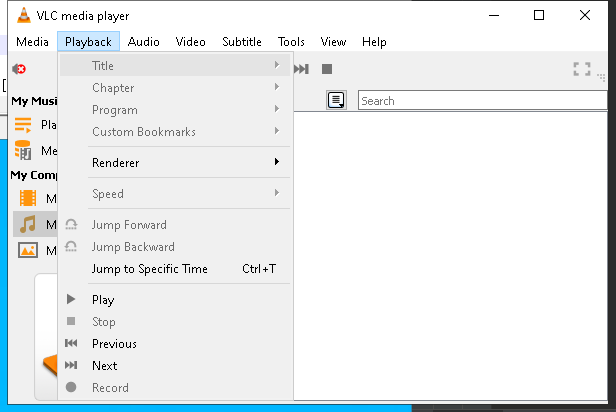 VLC media player
Media Playback Audio Video Subtitle Tools View Help
Title
Chapter
Search
My Musi
Program
Pla
Custom Bookmarks
Me
Renderer
My Comp
Speed
M
Jump Forward
M
Jump Backward
M
Jump to Specific Time Ctrl+T
Play
Stop
Previous
Next
Record